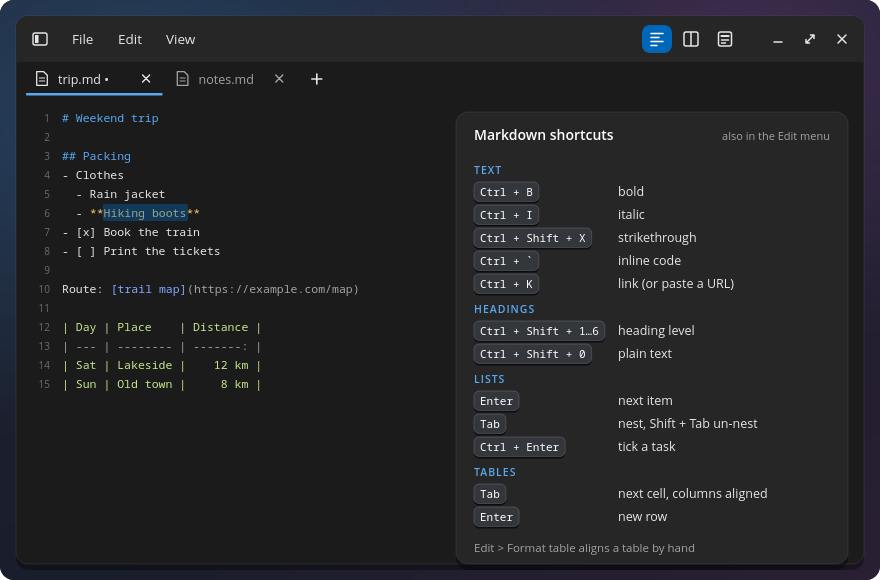 File Edit View
trip.md • notes.md
1 # Weekend trip
2
3 ## Packing
4 - Clothes
5   - Rain jacket
6   - **Hiking boots**
7 - [x] Book the train
8 - [ ] Print the tickets
9
10 Route: [trail map](https://example.com/map)
11
12 | Day | Place    | Distance |
13 | --- | -------- | -------: |
14 | Sat | Lakeside |    12 km |
15 | Sun | Old town |     8 km |
Markdown shortcuts also in the Edit menu
TEXT
Ctrl + B bold
Ctrl + I italic
Ctrl + Shift + X strikethrough
Ctrl + ` inline code
Ctrl + K link (or paste a URL)
HEADINGS
Ctrl + Shift + 1…6 heading level
Ctrl + Shift + 0 plain text
LISTS
Enter next item
Tab nest, Shift + Tab un-nest
Ctrl + Enter tick a task
TABLES
Tab next cell, columns aligned
Enter new row
Edit > Format table aligns a table by hand